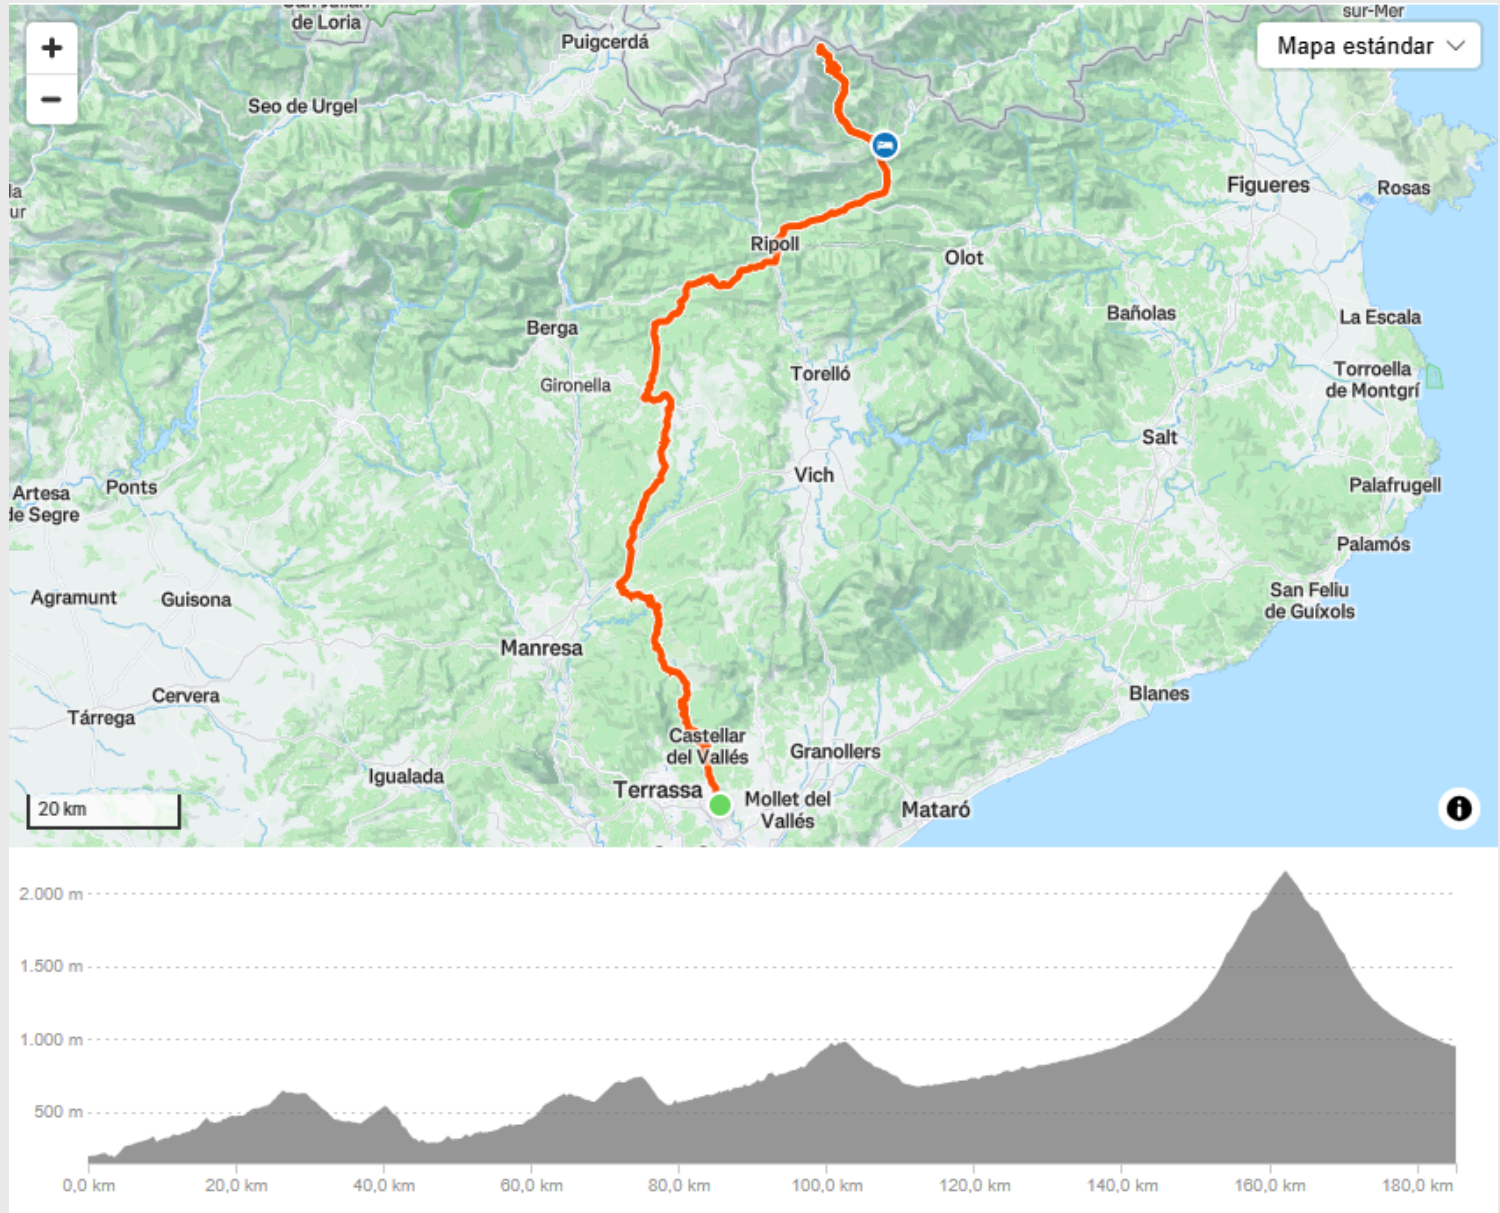 de Loria
sur-Mer
Puigcerdá
Mapa estándar
+
−
Seo de Urgel
Figueres
Rosas
la
ur
Ripoll
Olot
Bañolas
La Escala
Berga
Torelló
Gironella
Torroella
de Montgrí
Salt
Vich
Ponts
Artesa
de Segre
Palafrugell
Palamós
Agramunt
Guisona
San Feliu
de Guíxols
Manresa
Cervera
Tárrega
Blanes
Castellar
del Vallés
Granollers
Igualada
Terrassa
Mollet del
Vallés
Mataró
20 km
i
2.000 m
1.500 m
1.000 m
500 m
0,0 km
20,0 km
40,0 km
60,0 km
80,0 km
100,0 km
120,0 km
140,0 km
160,0 km
180,0 km